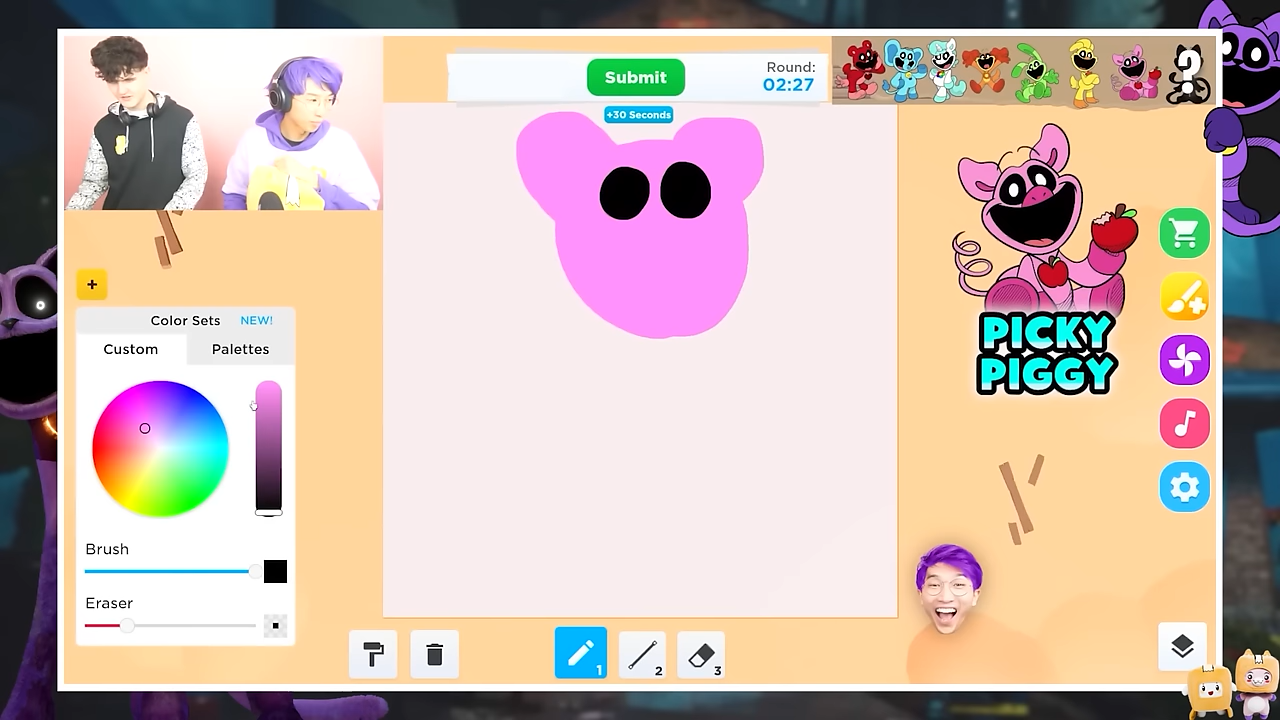 Submit
Round:
02:27
+30 Seconds
?
PICKY
PIGGY
+
Color Sets NEW!
Custom Palettes
Brush
Eraser
1
2
3